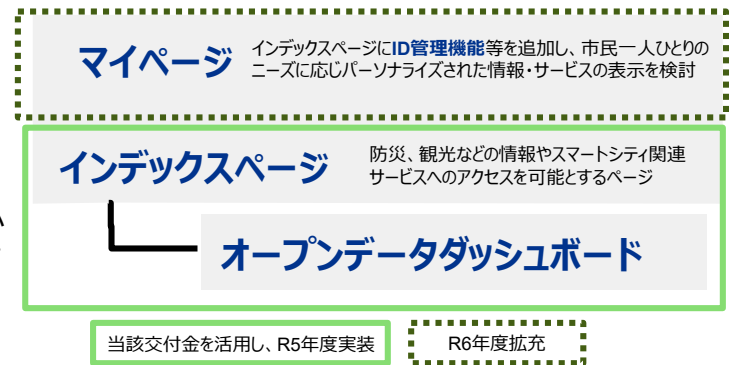 マイページ
インデックスページにID管理機能等を追加し、市民一人ひとりの
ニーズに応じパーソナライズされた情報・サービスの表示を検討
インデックスページ
防災、観光などの情報やスマートシティ関連
サービスへのアクセスを可能とするページ
オープンデータダッシュボード
当該交付金を活用し、R5年度実装
R6年度拡充